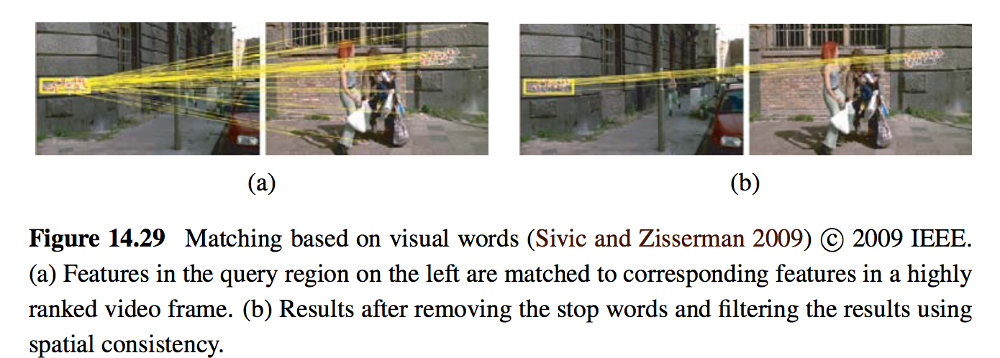 (a)
(b)
Figure 14.29 Matching based on visual words (Sivic and Zisserman 2009) © 2009 IEEE.
(a) Features in the query region on the left are matched to corresponding features in a highly
ranked video frame. (b) Results after removing the stop words and filtering the results using
spatial consistency.